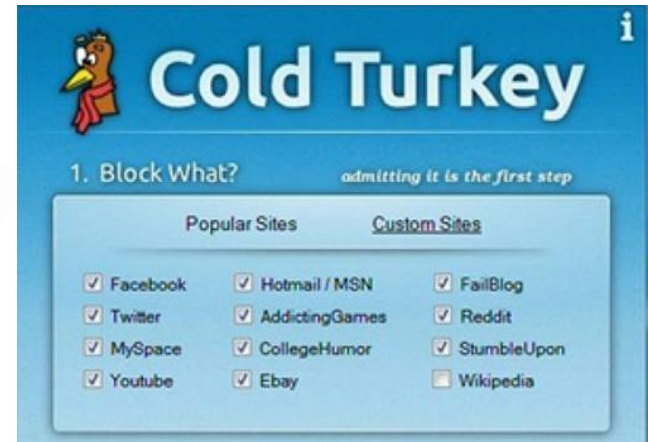 i
Cold Turkey
1. Block What? admitting it is the first step
Popular Sites Custom Sites
Facebook Hotmail / MSN FailBlog
Twitter AddictingGames Reddit
MySpace CollegeHumor StumbleUpon
Youtube Ebay Wikipedia